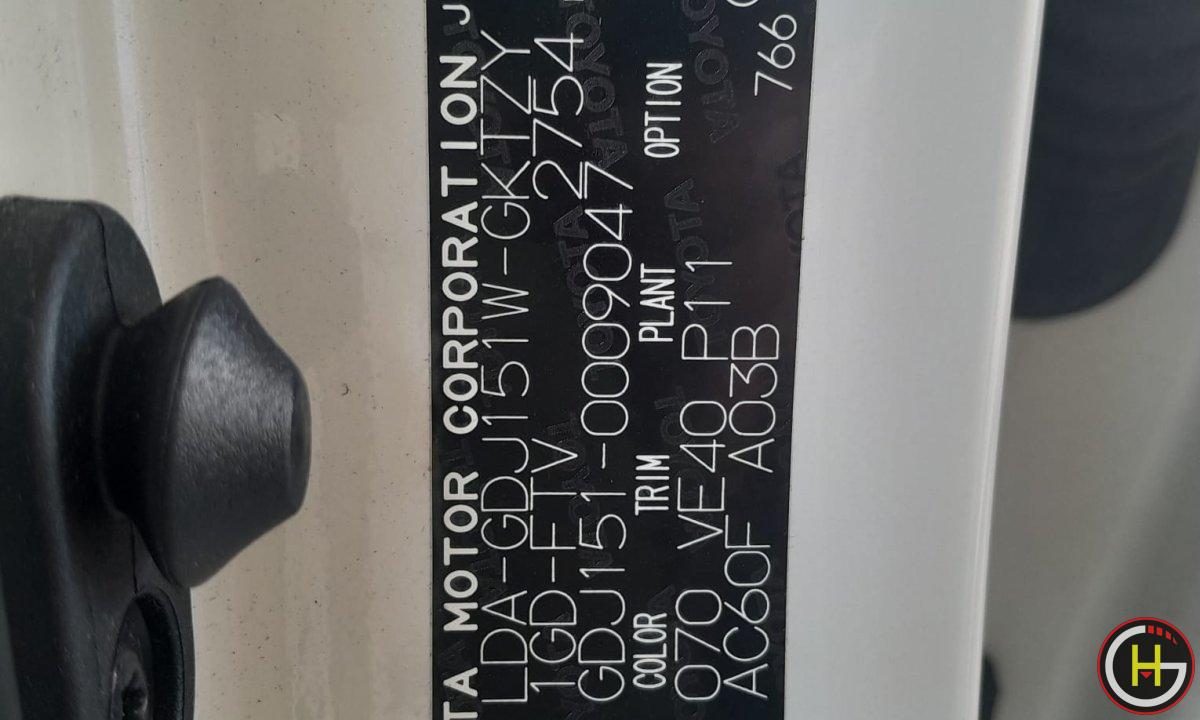 TA MOTOR CORPORATION J
LDA-GDJ151W-GKTZY
1GD-FTV 2754
GDJ151-0009047
COLOR TRIM PLANT OPTION
070 VE40 P11
AC60F A03B 766